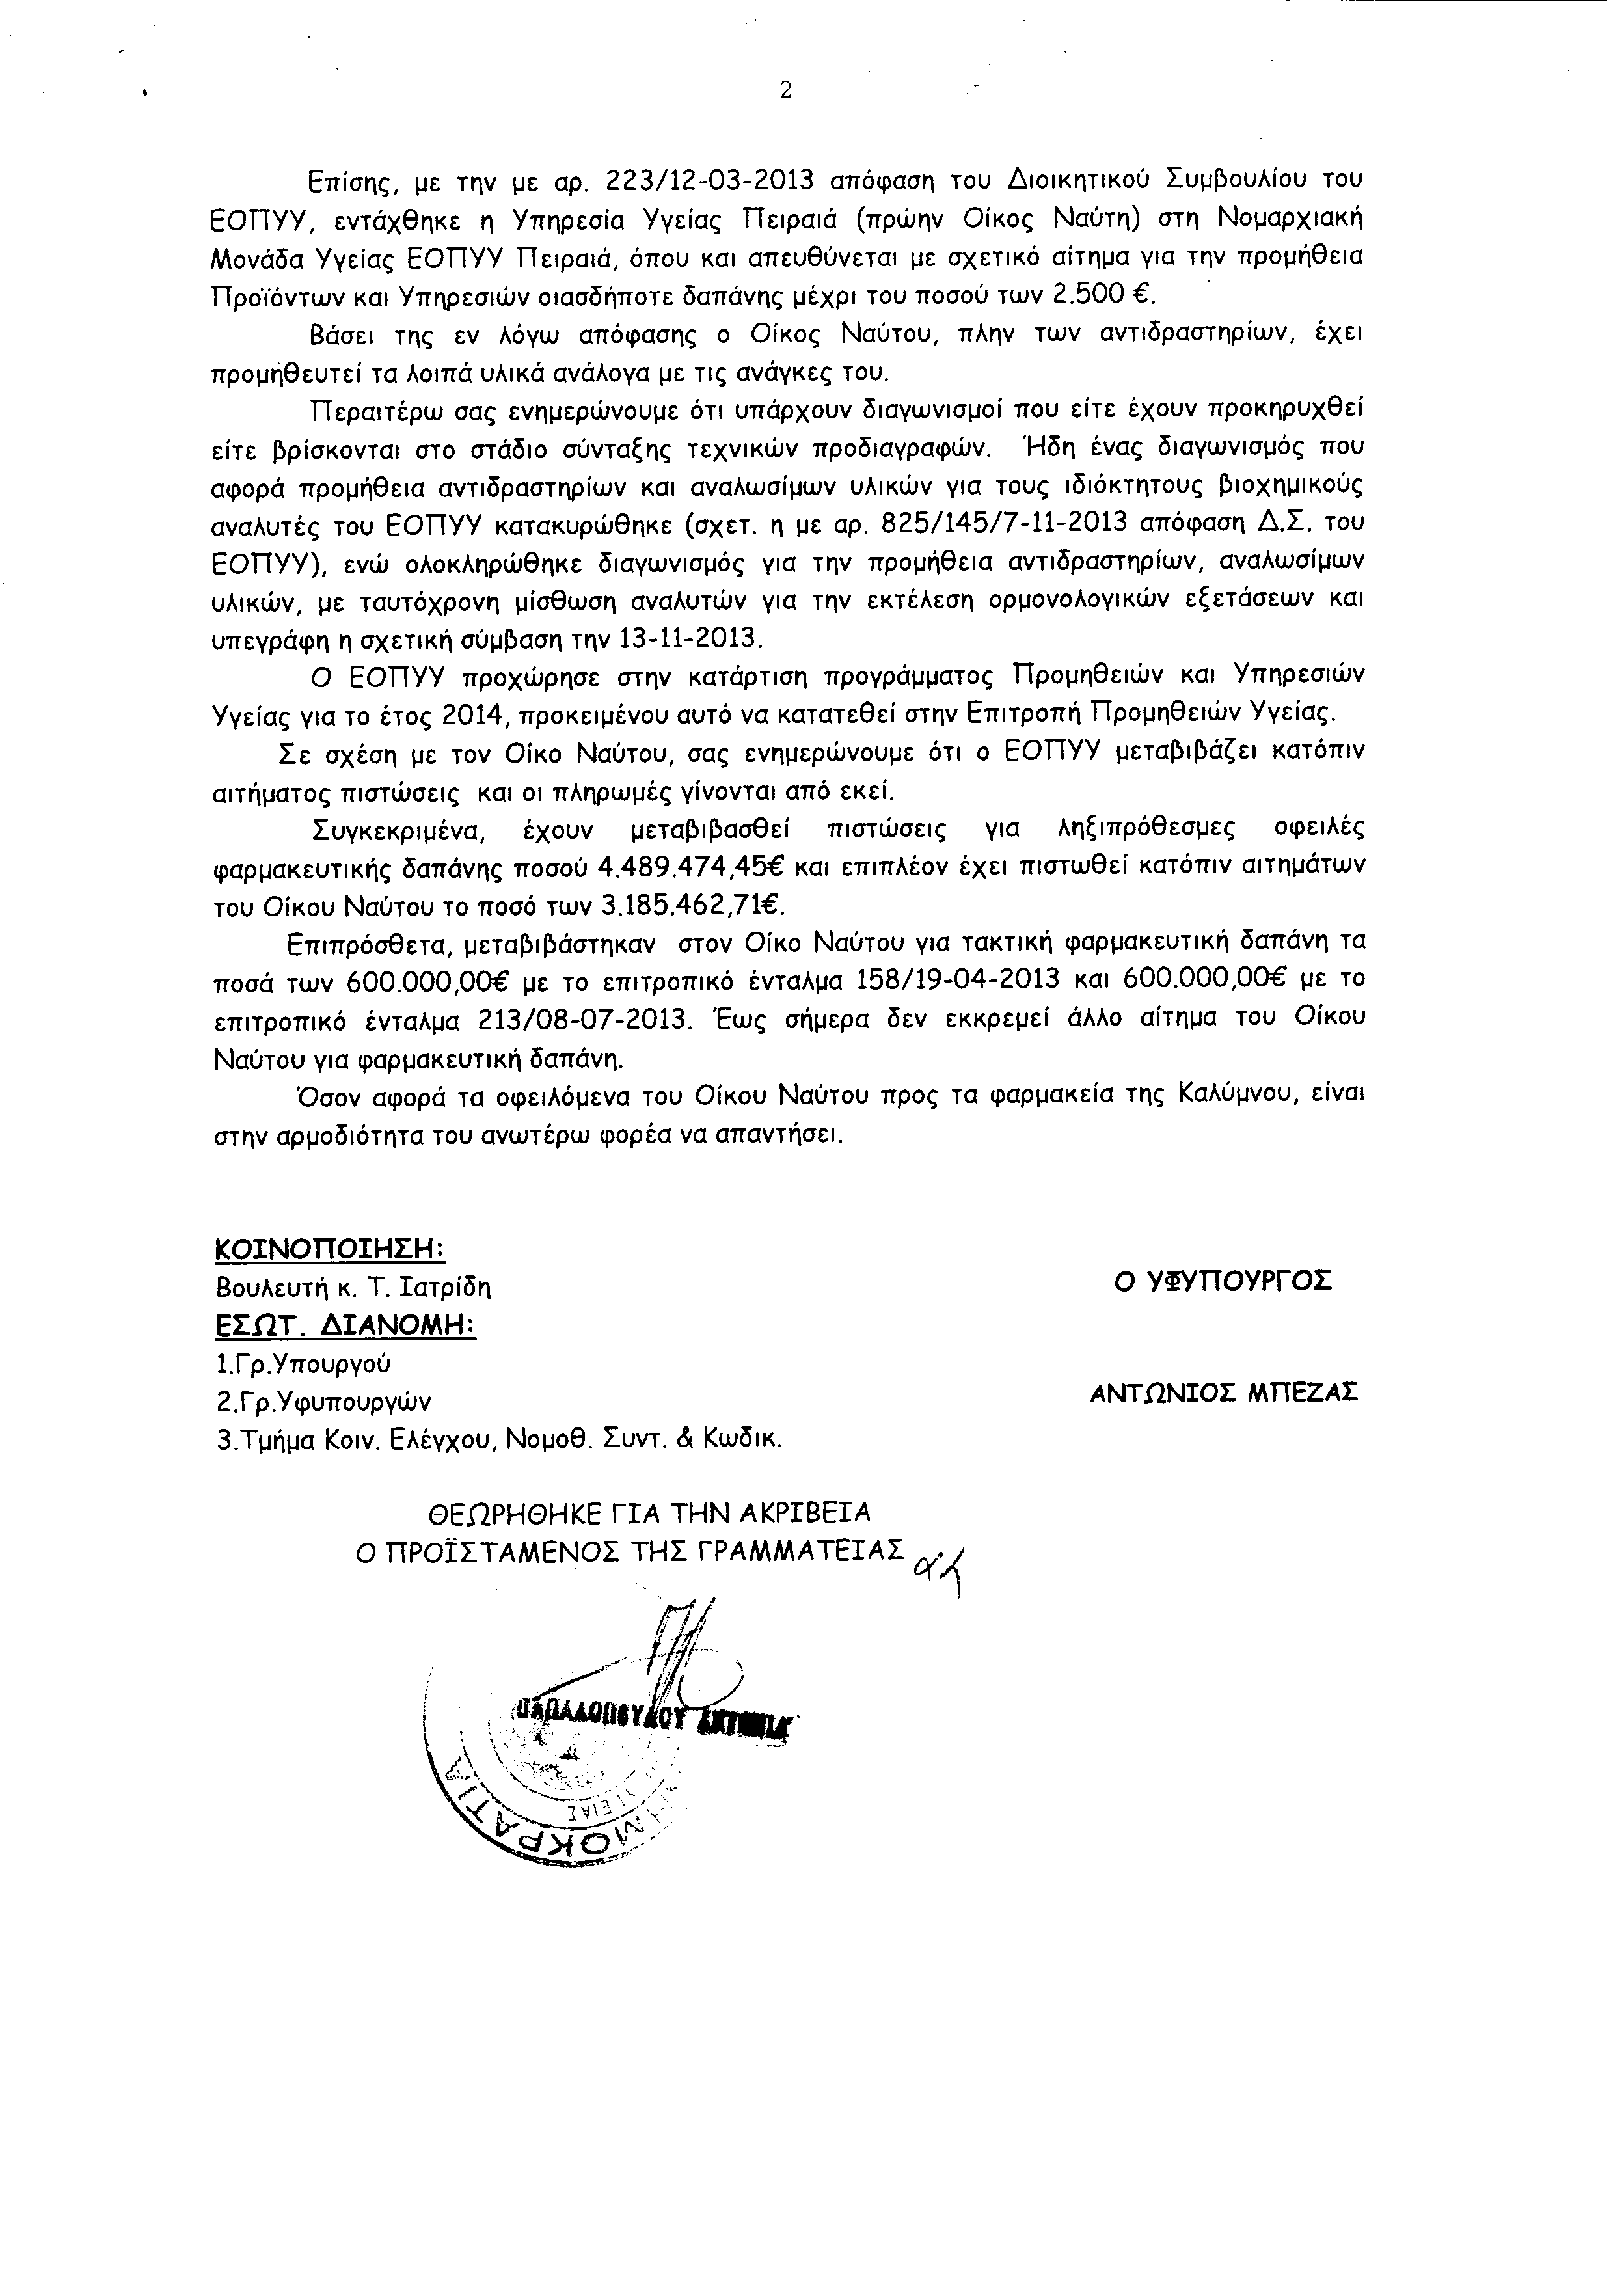 2
Επίσης, με την με αρ. 223/12-03-2013 απόφαση του Διοικητικού Συμβουλίου του
ΕΟΠΥΥ, εντάχθηκε η Υπηρεσία Υγείας Πειραιά (πρώην Οίκος Ναύτη) στη Νομαρχιακή
Μονάδα Υγείας ΕΟΠΥΥ Πειραιά, όπου και απευθύνεται με σχετικό αίτημα για την προμήθεια
Προϊόντων και Υπηρεσιών οιασδήποτε δαπάνης μέχρι του ποσού των 2.500 €.
Βάσει της εν λόγω απόφασης ο Οίκος Ναύτου, πλην των αντιδραστηρίων, έχει
προμηθευτεί τα λοιπά υλικά ανάλογα με τις ανάγκες του.
Περαιτέρω σας ενημερώνουμε ότι υπάρχουν διαγωνισμοί που είτε έχουν προκηρυχθεί
είτε βρίσκονται στο στάδιο σύνταξης τεχνικών προδιαγραφών. Ήδη ένας διαγωνισμός που
αφορά προμήθεια αντιδραστηρίων και αναλωσίμων υλικών για τους ιδιόκτητους βιοχημικούς
αναλυτές του ΕΟΠΥΥ κατακυρώθηκε (σχετ. η με αρ. 825/145/7-11-2013 απόφαση Δ.Σ. του
ΕΟΠΥΥ), ενώ ολοκληρώθηκε διαγωνισμός για την προμήθεια αντιδραστηρίων, αναλωσίμων
υλικών, με ταυτόχρονη μίσθωση αναλυτών για την εκτέλεση ορμονολογικών εξετάσεων και
υπεγράφη η σχετική σύμβαση την 13-11-2013.
Ο ΕΟΠΥΥ προχώρησε στην κατάρτιση προγράμματος Προμηθειών και Υπηρεσιών
Υγείας για το έτος 2014, προκειμένου αυτό να κατατεθεί στην Επιτροπή Προμηθειών Υγείας.
Σε σχέση με τον Οίκο Ναύτου, σας ενημερώνουμε ότι ο ΕΟΠΥΥ μεταβιβάζει κατόπιν
αιτήματος πιστώσεις και οι πληρωμές γίνονται από εκεί.
Συγκεκριμένα, έχουν μεταβιβασθεί πιστώσεις για ληξιπρόθεσμες οφειλές
φαρμακευτικής δαπάνης ποσού 4.489.474,45€ και επιπλέον έχει πιστωθεί κατόπιν αιτημάτων
του Οίκου Ναύτου το ποσό των 3.185.462,71€.
Επιπρόσθετα, μεταβιβάστηκαν στον Οίκο Ναύτου για τακτική φαρμακευτική δαπάνη τα
ποσά των 600.000,00€ με το επιτροπικό ένταλμα 158/19-04-2013 και 600.000,00€ με το
επιτροπικό ένταλμα 213/08-07-2013. Έως σήμερα δεν εκκρεμεί άλλο αίτημα του Οίκου
Ναύτου για φαρμακευτική δαπάνη.
Όσον αφορά τα οφειλόμενα του Οίκου Ναύτου προς τα φαρμακεία της Καλύμνου, είναι
στην αρμοδιότητα του ανωτέρω φορέα να απαντήσει.
ΚΟΙΝΟΠΟΙΗΣΗ:
Βουλευτή κ. Τ. Ιατρίδη
Ο ΥΦΥΠΟΥΡΓΟΣ
ΕΣΩΤ. ΔΙΑΝΟΜΗ:
1.Γρ.Υπουργού
2.Γρ.Υφυπουργών
ΑΝΤΩΝΙΟΣ ΜΠΕΖΑΣ
3.Τμήμα Κοιν. Ελέγχου, Νομοθ. Συντ. & Κωδικ.
ΘΕΩΡΗΘΗΚΕ ΓΙΑ ΤΗΝ ΑΚΡΙΒΕΙΑ
Ο ΠΡΟΪΣΤΑΜΕΝΟΣ ΤΗΣ ΓΡΑΜΜΑΤΕΙΑΣ
ΠΑΠΑΔΟΠΟΥΛΟΥ